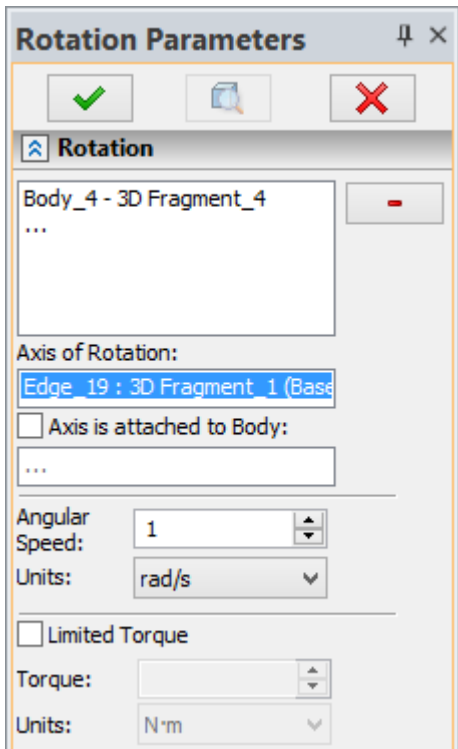 Rotation Parameters
Rotation
Body_4 - 3D Fragment_4
...
Axis of Rotation:
Edge_19 : 3D Fragment_1 (Base
Axis is attached to Body:
...
Angular
Speed:
1
Units:
rad/s
Limited Torque
Torque:
Units:
N·m